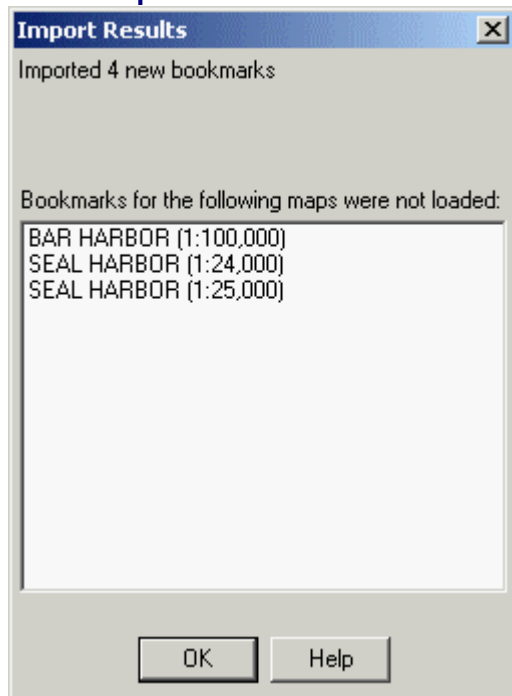 Import Results
Imported 4 new bookmarks
Bookmarks for the following maps were not loaded:
BAR HARBOR (1:100,000)
SEAL HARBOR (1:24,000)
SEAL HARBOR (1:25,000)
OK Help